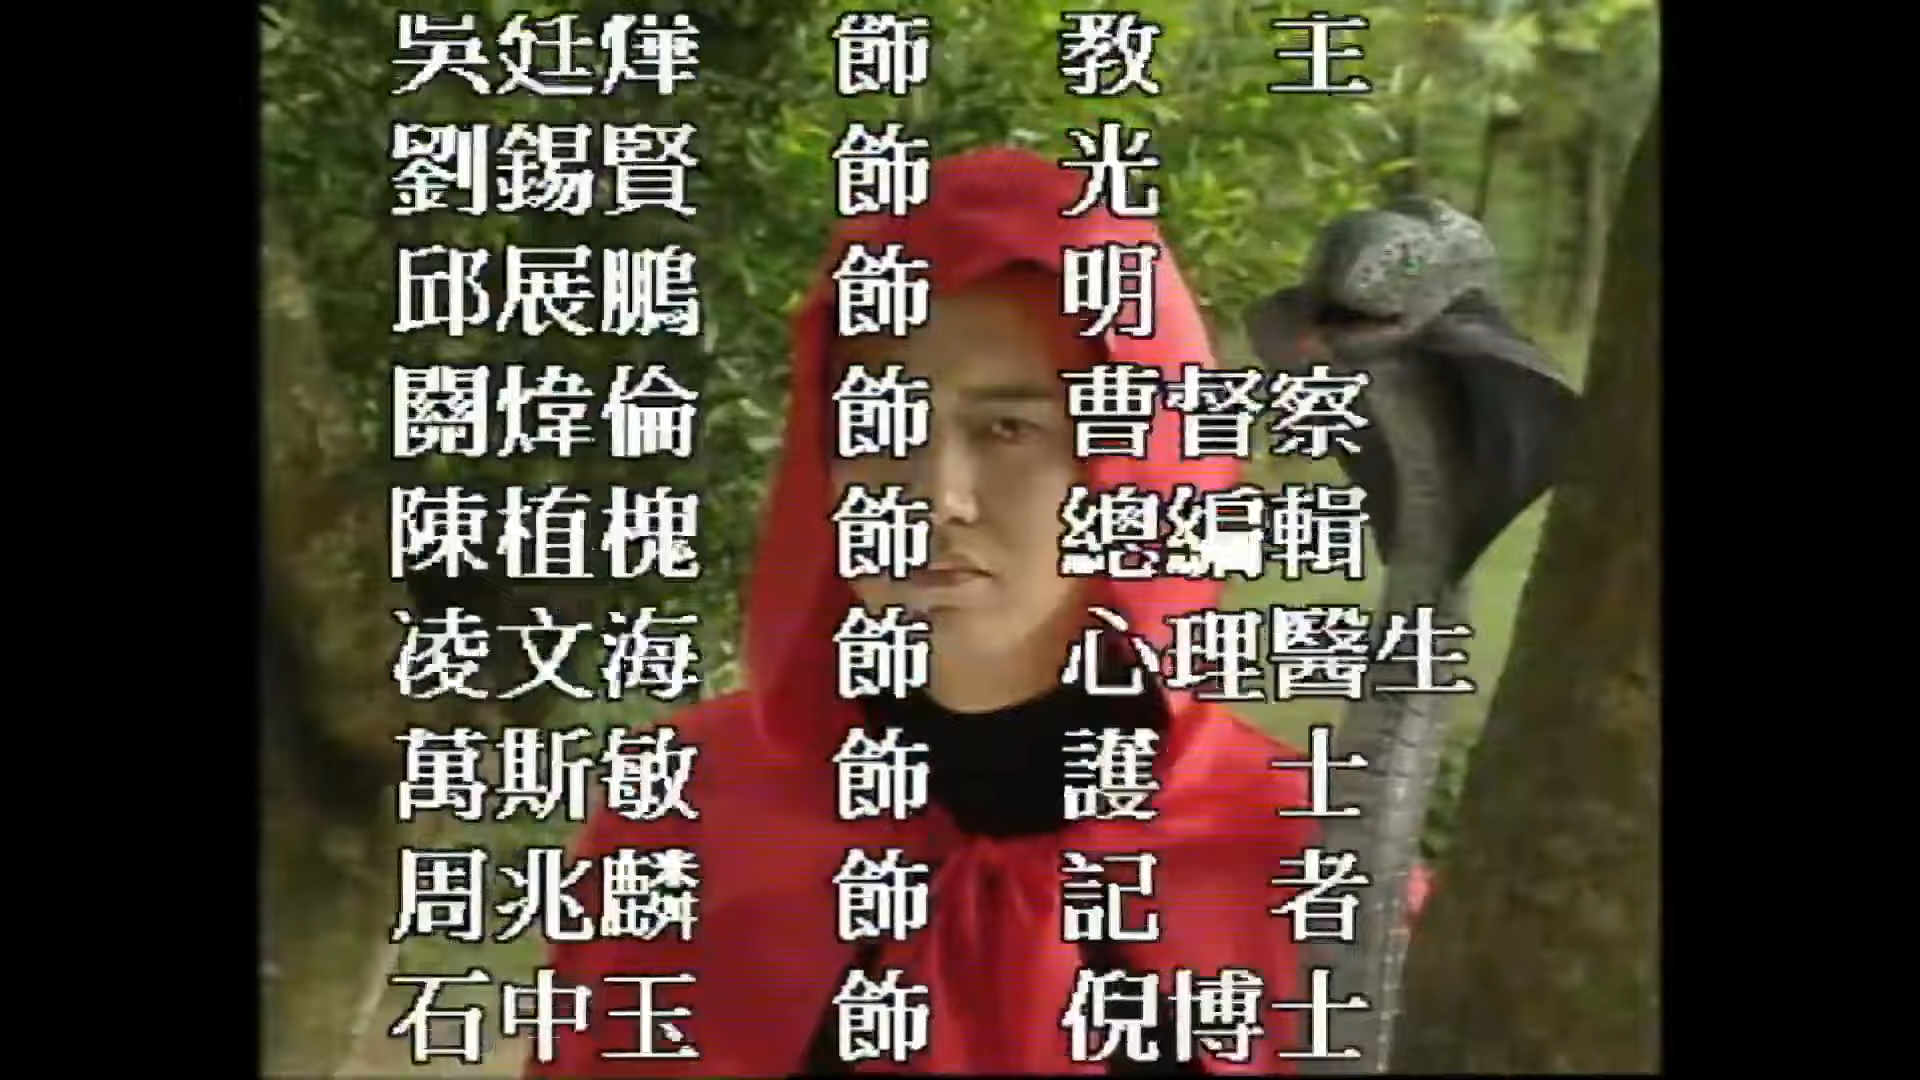 吳廷燁 飾 教主
劉錫賢 飾 光
邱展鵬 飾 明
關煒倫 飾 曹督察
陳植槐 飾 總編輯
凌文海 飾 心理醫生
萬斯敏 飾 護士
周兆麟 飾 記者
石中玉 飾 倪博士